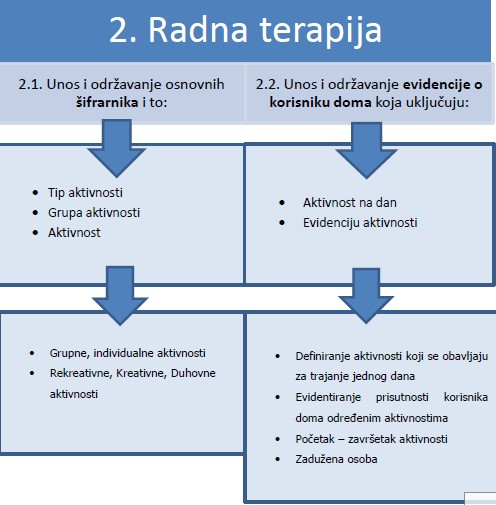 2. Radna terapija
2.1. Unos i održavanje osnovnih
šifrarnika i to:
2.2. Unos i održavanje evidencije o
korisniku doma koja uključuju:
• Tip aktivnosti
• Grupa aktivnosti
• Aktivnost
• Aktivnost na dan
• Evidenciju aktivnosti
• Grupne, individualne aktivnosti
• Rekreativne, Kreativne, Duhovne
aktivnosti
• Definiranje aktivnosti koji se obavljaju
za trajanje jednog dana
• Evidentiranje prisutnosti korisnika
doma određenim aktivnostima
• Početak – završetak aktivnosti
• Zadužena osoba